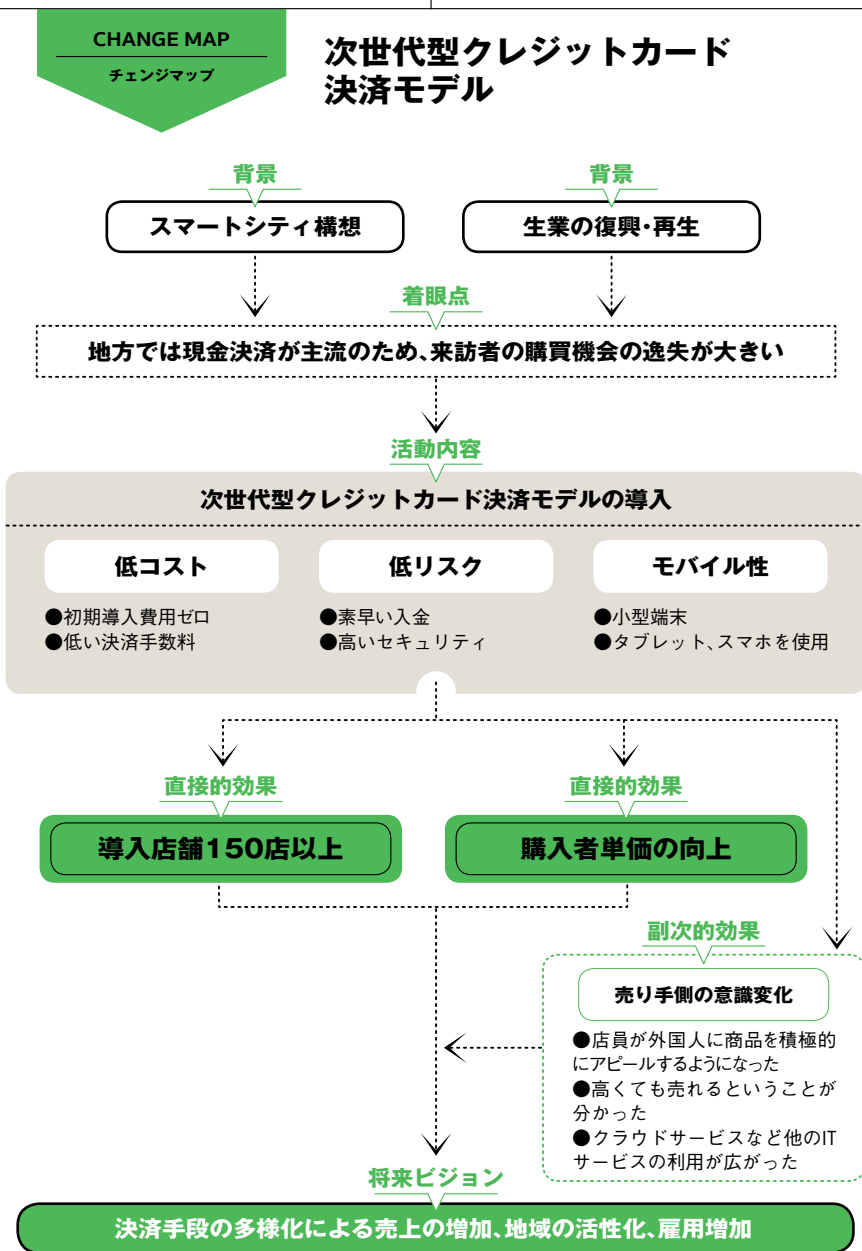 CHANGE MAP
チェンジマップ
次世代型クレジットカード
決済モデル
背景
スマートシティ構想
背景
生業の復興・再生
着眼点
地方では現金決済が主流のため、来訪者の購買機会の逸失が大きい
活動内容
次世代型クレジットカード決済モデルの導入
低コスト
●初期導入費用ゼロ
●低い決済手数料
低リスク
●素早い入金
●高いセキュリティ
モバイル性
●小型端末
●タブレット、スマホを使用
直接的効果
導入店舗150店以上
直接的効果
購入者単価の向上
副次的効果
売り手側の意識変化
●店員が外国人に商品を積極的
にアピールするようになった
●高くても売れるということが
分かった
●クラウドサービスなど他のIT
サービスの利用が広がった
将来ビジョン
決済手段の多様化による売上の増加、地域の活性化、雇用増加